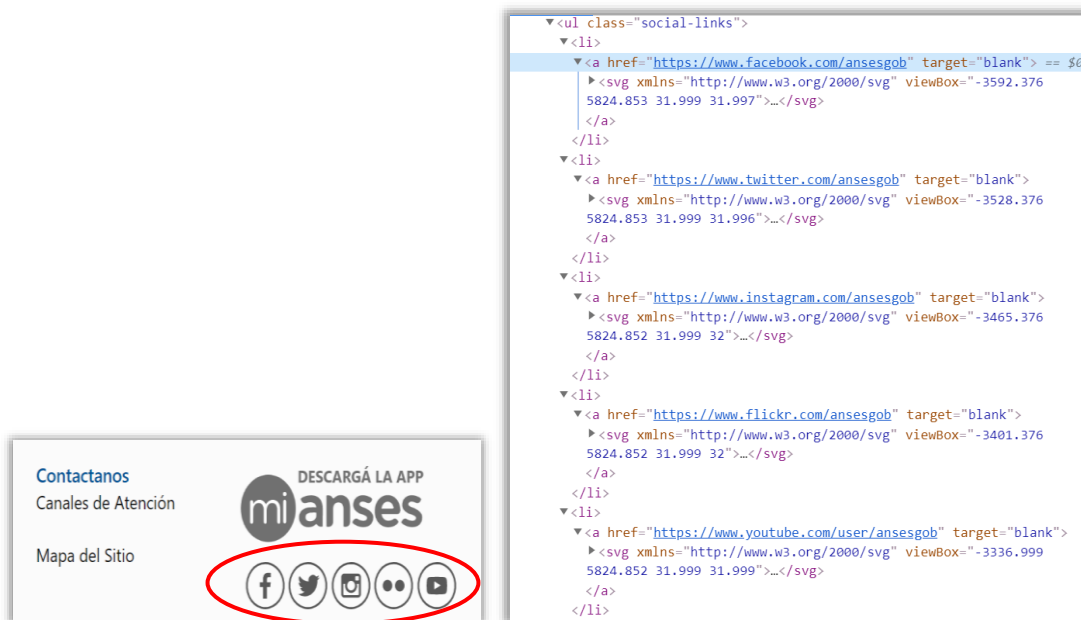 Contactanos
Canales de Atención
Mapa del Sitio
DESCARGÁ LA APP
mi anses
▼<ul class="social-links">
▼<li>
▼<a href="https://www.facebook.com/ansesgob" target="blank"> == $0
▶<svg xmlns="http://www.w3.org/2000/svg" viewBox="-3592.376
5824.853 31.999 31.997">…</svg>
</a>
</li>
▼<li>
▼<a href="https://www.twitter.com/ansesgob" target="blank">
▶<svg xmlns="http://www.w3.org/2000/svg" viewBox="-3528.376
5824.853 31.999 31.996">…</svg>
</a>
</li>
▼<li>
▼<a href="https://www.instagram.com/ansesgob" target="blank">
▶<svg xmlns="http://www.w3.org/2000/svg" viewBox="-3465.376
5824.852 31.999 32">…</svg>
</a>
</li>
▼<li>
▼<a href="https://www.flickr.com/ansesgob" target="blank">
▶<svg xmlns="http://www.w3.org/2000/svg" viewBox="-3401.376
5824.852 31.999 32">…</svg>
</a>
</li>
▼<li>
▼<a href="https://www.youtube.com/user/ansesgob" target="blank">
▶<svg xmlns="http://www.w3.org/2000/svg" viewBox="-3336.999
5824.852 31.999 31.999">…</svg>
</a>
</li>